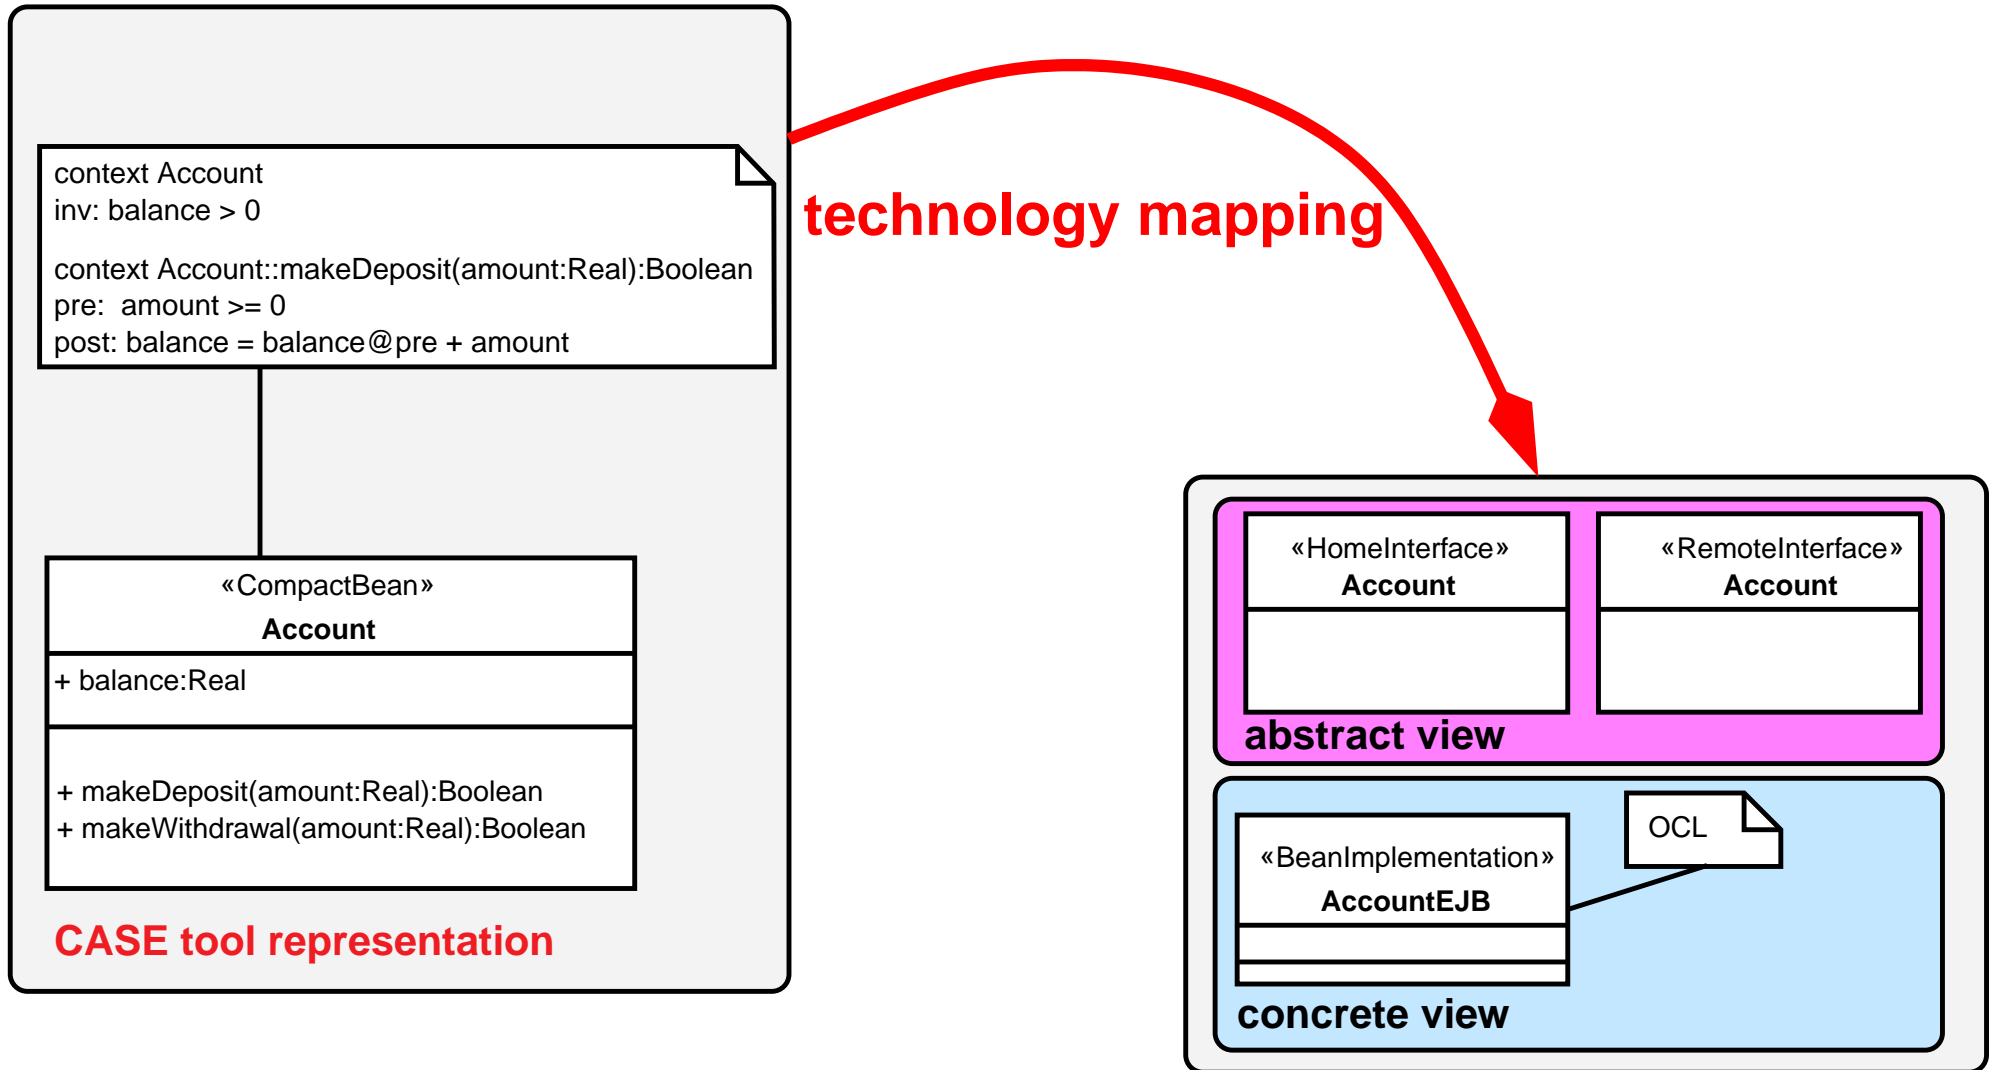 context Account
inv: balance > 0
context Account::makeDeposit(amount:Real):Boolean
pre:  amount >= 0
post: balance = balance@pre + amount
«CompactBean»
Account
+ balance:Real
+ makeDeposit(amount:Real):Boolean
+ makeWithdrawal(amount:Real):Boolean
CASE tool representation
technology mapping
«HomeInterface»
Account
«RemoteInterface»
Account
abstract view
«BeanImplementation»
AccountEJB
OCL
concrete view